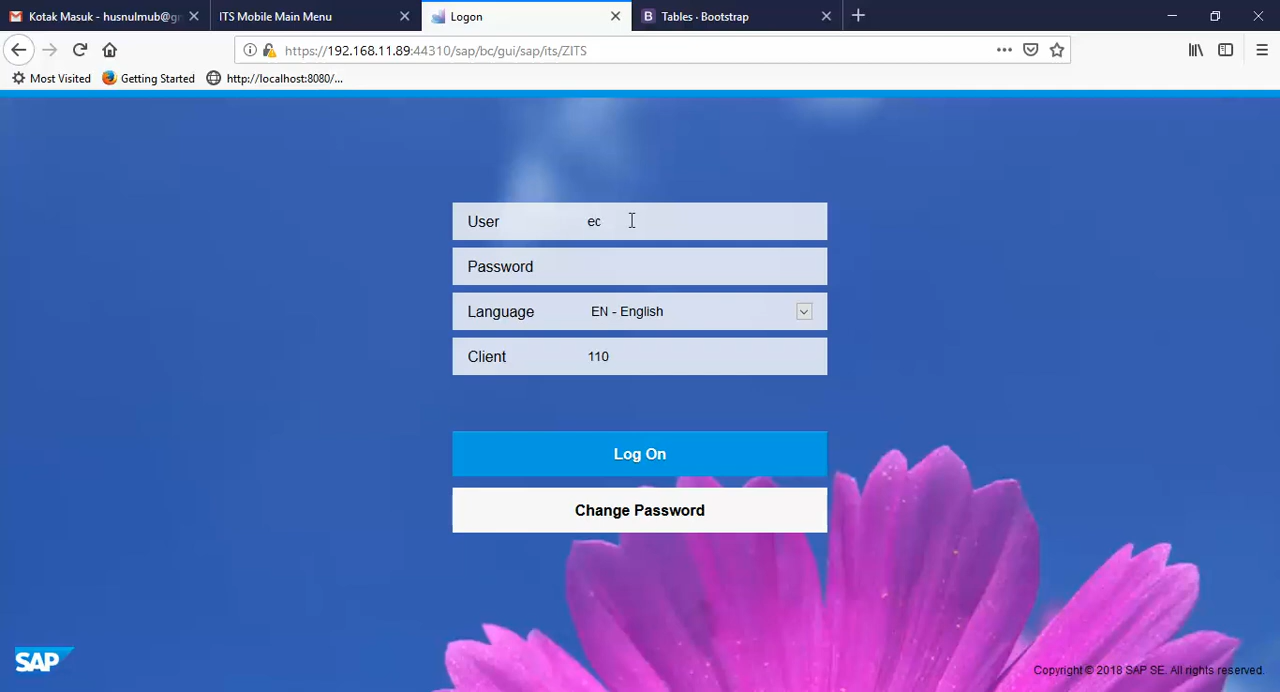 Kotak Masuk - husnulmub@gr
ITS Mobile Main Menu
Logon
B Tables · Bootstrap
https://192.168.11.89:44310/sap/bc/gui/sap/its/ZITS
Most Visited
Getting Started
http://localhost:8080/...
User ec
Password
Language EN - English
Client 110
Log On
Change Password
SAP
Copyright © 2018 SAP SE. All rights reserved.